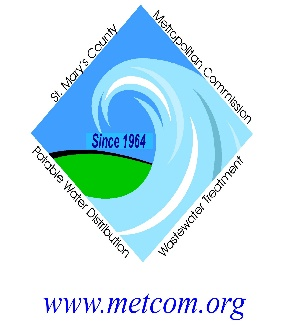 St. Mary's County
Metropolitan Commission
Since 1964
Potable Water Distribution
Wastewater Treatment
www.metcom.org